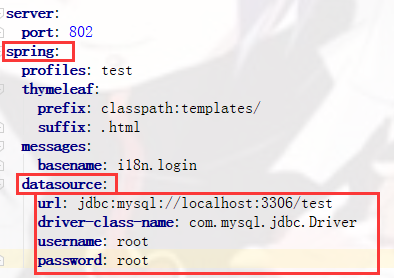 server:
  port: 802
spring:
  profiles: test
  thymeleaf:
    prefix: classpath:templates/
    suffix: .html
  messages:
    basename: i18n.login
  datasource:
    url: jdbc:mysql://localhost:3306/test
    driver-class-name: com.mysql.jdbc.Driver
    username: root
    password: root